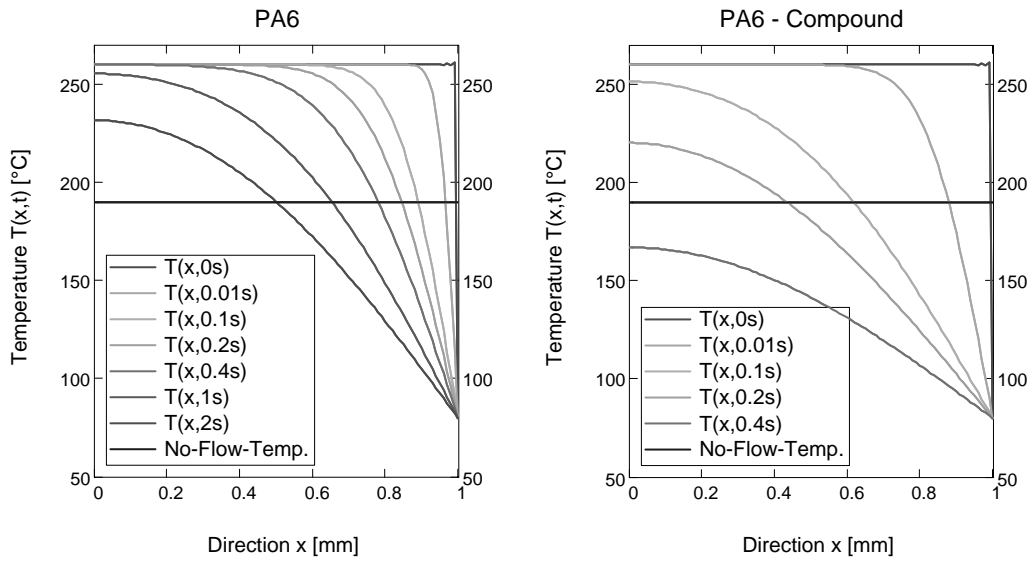 PA6
Temperature T(x,t) [°C]
250
200
150
100
50
250
200
150
100
50
T(x,0s)
T(x,0.01s)
T(x,0.1s)
T(x,0.2s)
T(x,0.4s)
T(x,1s)
T(x,2s)
No-Flow-Temp.
0 0.2 0.4 0.6 0.8 1
Direction x [mm]
PA6 - Compound
Temperature T(x,t) [°C]
250
200
150
100
50
250
200
150
100
50
T(x,0s)
T(x,0.01s)
T(x,0.1s)
T(x,0.2s)
T(x,0.4s)
No-Flow-Temp.
0 0.2 0.4 0.6 0.8 1
Direction x [mm]